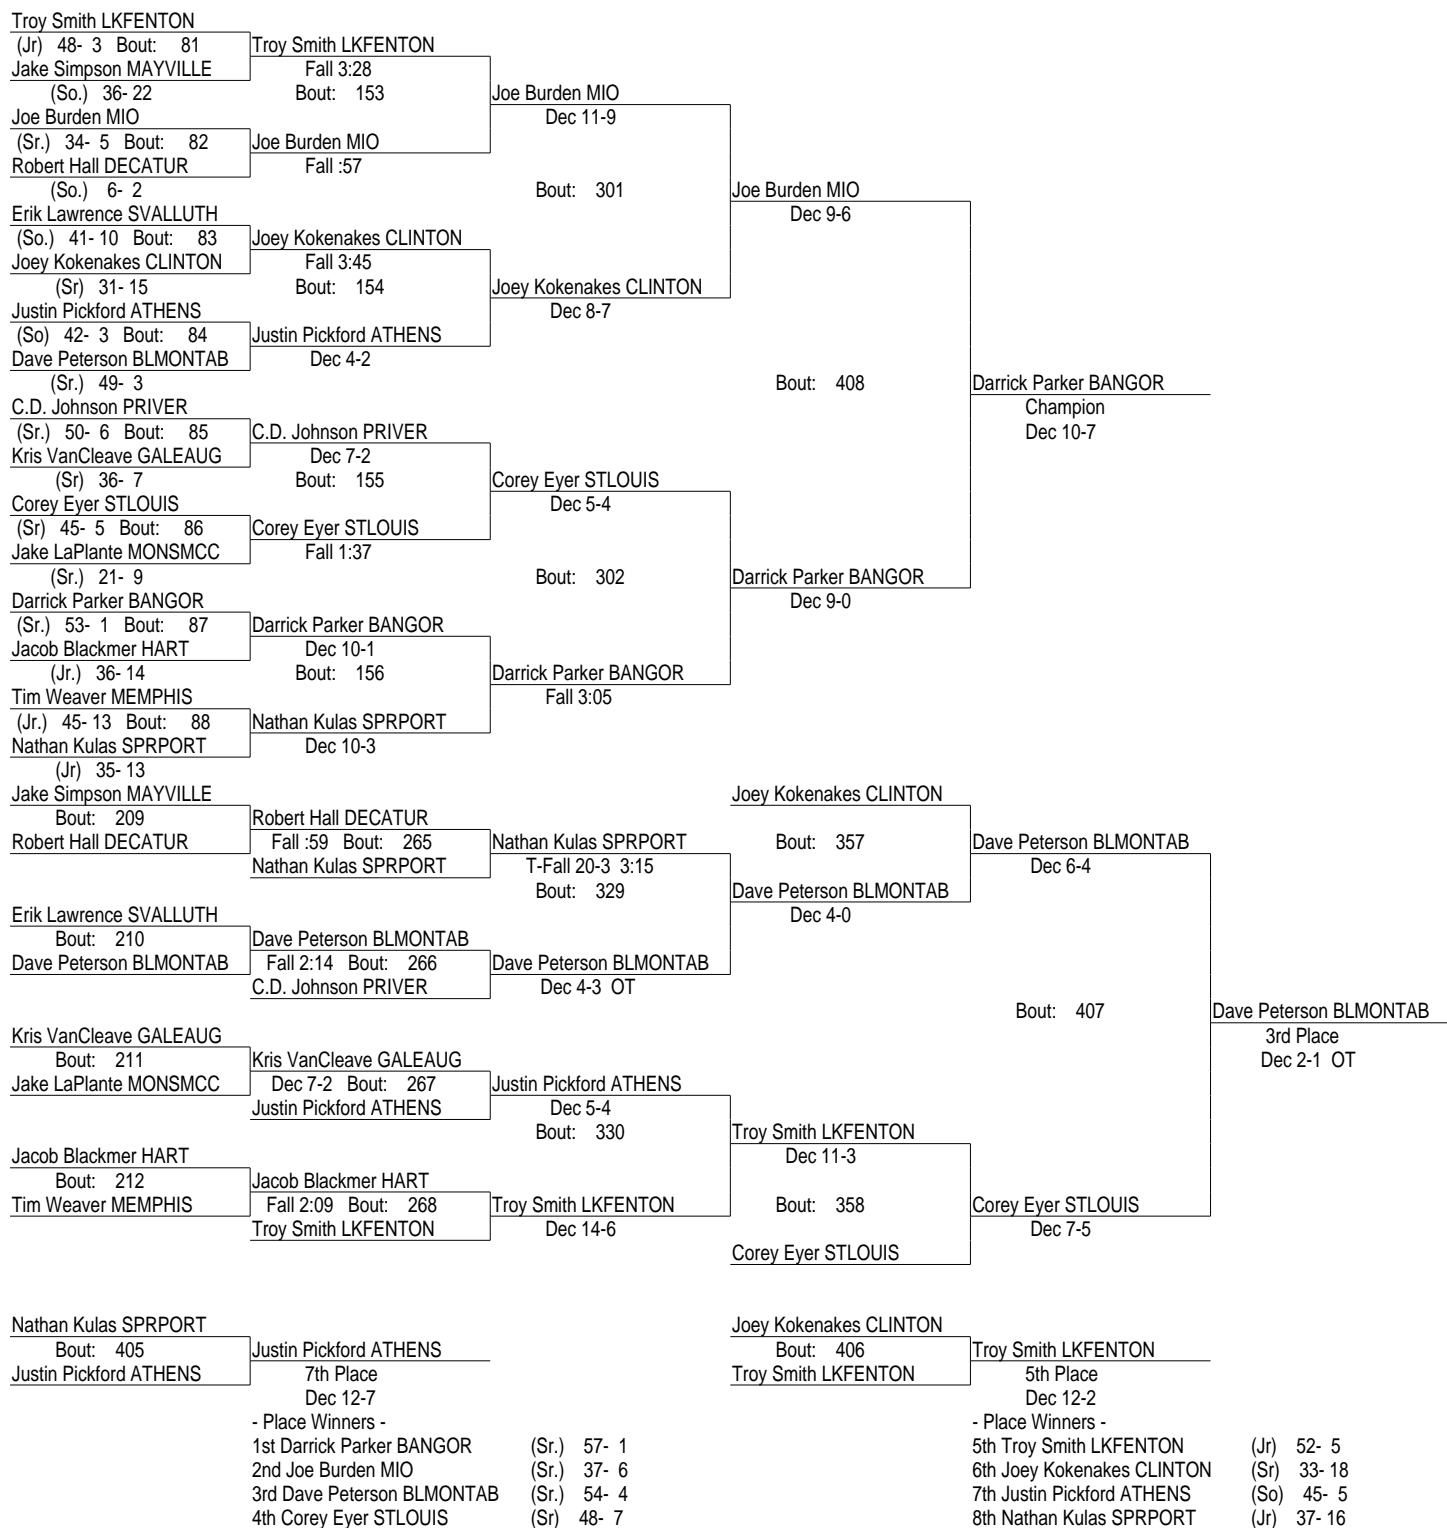 Troy Smith LKFENTON
(Jr) 48- 3 Bout: 81 Troy Smith LKFENTON
Jake Simpson MAYVILLE Fall 3:28
(So.) 36- 22 Bout: 153 Joe Burden MIO
Joe Burden MIO Dec 11-9
(Sr.) 34- 5 Bout: 82 Joe Burden MIO
Robert Hall DECATUR Fall :57
(So.) 6- 2 Bout: 301 Joe Burden MIO
Erik Lawrence SVALLUTH Dec 9-6
(So.) 41- 10 Bout: 83 Joey Kokenakes CLINTON
Joey Kokenakes CLINTON Fall 3:45
(Sr) 31- 15 Bout: 154 Joey Kokenakes CLINTON
Justin Pickford ATHENS Dec 8-7
(So) 42- 3 Bout: 84 Justin Pickford ATHENS
Dave Peterson BLMONTAB Dec 4-2
(Sr.) 49- 3 Bout: 408 Darrick Parker BANGOR
C.D. Johnson PRIVER Champion
(Sr.) 50- 6 Bout: 85 C.D. Johnson PRIVER Dec 10-7
Kris VanCleave GALEAUG Dec 7-2
(Sr) 36- 7 Bout: 155 Corey Eyer STLOUIS
Corey Eyer STLOUIS Dec 5-4
(Sr) 45- 5 Bout: 86 Corey Eyer STLOUIS
Jake LaPlante MONSMCC Fall 1:37
(Sr.) 21- 9 Bout: 302 Darrick Parker BANGOR
Darrick Parker BANGOR Dec 9-0
(Sr.) 53- 1 Bout: 87 Darrick Parker BANGOR
Jacob Blackmer HART Dec 10-1
(Jr.) 36- 14 Bout: 156 Darrick Parker BANGOR
Tim Weaver MEMPHIS Fall 3:05
(Jr.) 45- 13 Bout: 88 Nathan Kulas SPRPORT
Nathan Kulas SPRPORT Dec 10-3
(Jr) 35- 13
Jake Simpson MAYVILLE Joey Kokenakes CLINTON
Bout: 209 Robert Hall DECATUR
Robert Hall DECATUR Fall :59 Bout: 265 Nathan Kulas SPRPORT Bout: 357 Dave Peterson BLMONTAB
Nathan Kulas SPRPORT T-Fall 20-3 3:15 Dec 6-4
Bout: 329 Dave Peterson BLMONTAB
Erik Lawrence SVALLUTH Dec 4-0
Bout: 210 Dave Peterson BLMONTAB
Dave Peterson BLMONTAB Fall 2:14 Bout: 266 Dave Peterson BLMONTAB
C.D. Johnson PRIVER Dec 4-3 OT
Bout: 407 Dave Peterson BLMONTAB
Kris VanCleave GALEAUG 3rd Place
Bout: 211 Kris VanCleave GALEAUG Dec 2-1 OT
Jake LaPlante MONSMCC Dec 7-2 Bout: 267 Justin Pickford ATHENS
Justin Pickford ATHENS Dec 5-4
Bout: 330 Troy Smith LKFENTON
Jacob Blackmer HART Dec 11-3
Bout: 212 Jacob Blackmer HART
Tim Weaver MEMPHIS Fall 2:09 Bout: 268 Troy Smith LKFENTON Bout: 358 Corey Eyer STLOUIS
Troy Smith LKFENTON Dec 14-6 Dec 7-5
Corey Eyer STLOUIS
Nathan Kulas SPRPORT Joey Kokenakes CLINTON
Bout: 405 Justin Pickford ATHENS Bout: 406 Troy Smith LKFENTON
Justin Pickford ATHENS 7th Place Troy Smith LKFENTON 5th Place
Dec 12-7 Dec 12-2
- Place Winners - - Place Winners -
1st Darrick Parker BANGOR (Sr.) 57- 1 5th Troy Smith LKFENTON (Jr) 52- 5
2nd Joe Burden MIO (Sr.) 37- 6 6th Joey Kokenakes CLINTON (Sr) 33- 18
3rd Dave Peterson BLMONTAB (Sr.) 54- 4 7th Justin Pickford ATHENS (So) 45- 5
4th Corey Eyer STLOUIS (Sr) 48- 7 8th Nathan Kulas SPRPORT (Jr) 37- 16